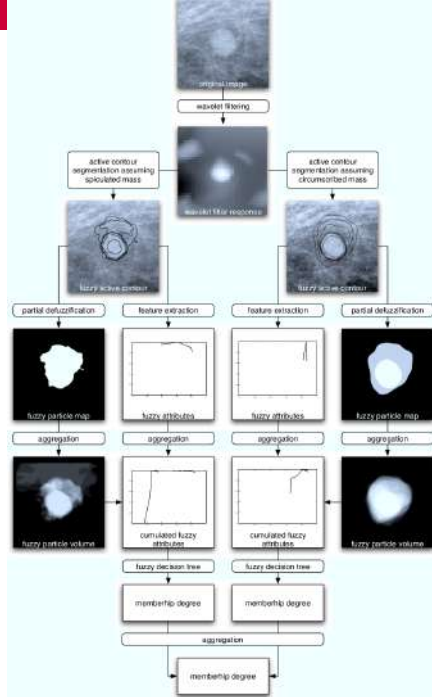 original image
wavelet filtering
active contour
segmentation assuming
spiculated mass
active contour
segmentation assuming
circumscribed mass
wavelet filter response
fuzzy active contour
fuzzy active contour
partial defuzzification
feature extraction
feature extraction
partial defuzzification
fuzzy particle map
fuzzy attributes
fuzzy attributes
fuzzy particle map
aggregation
aggregation
aggregation
aggregation
fuzzy particle volume
cumulated fuzzy
attributes
cumulated fuzzy
attributes
fuzzy particle volume
fuzzy decision tree
fuzzy decision tree
memberhip degree
memberhip degree
aggregation
memberhip degree